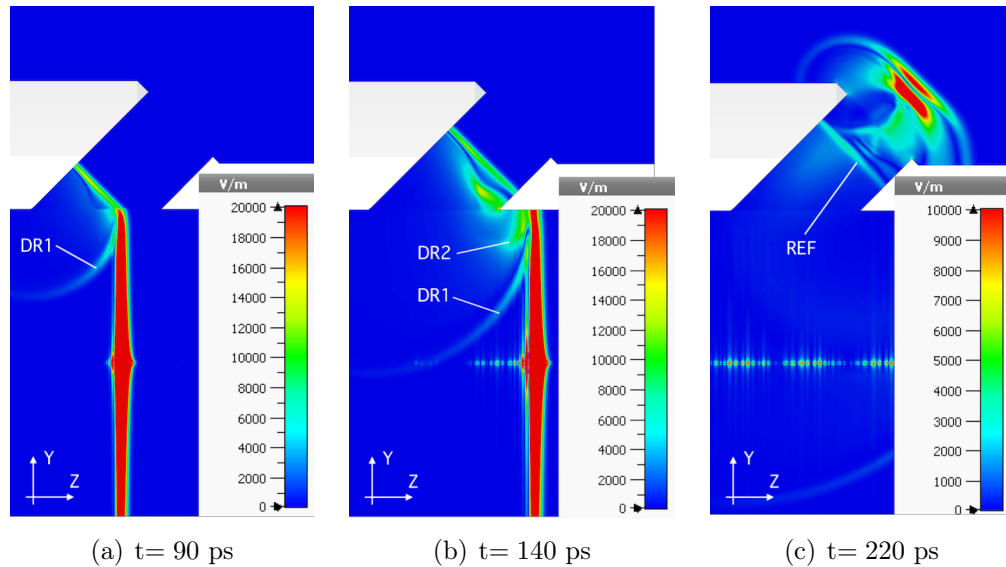 V/m
20000
18000
16000
14000
12000
10000
8000
6000
4000
2000
0
DR1
Y
Z
(a) t= 90 ps
V/m
20000
18000
16000
14000
12000
10000
8000
6000
4000
2000
0
DR2
DR1
Y
Z
(b) t= 140 ps
V/m
10000
9000
8000
7000
6000
5000
4000
3000
2000
1000
0
REF
Y
Z
(c) t= 220 ps